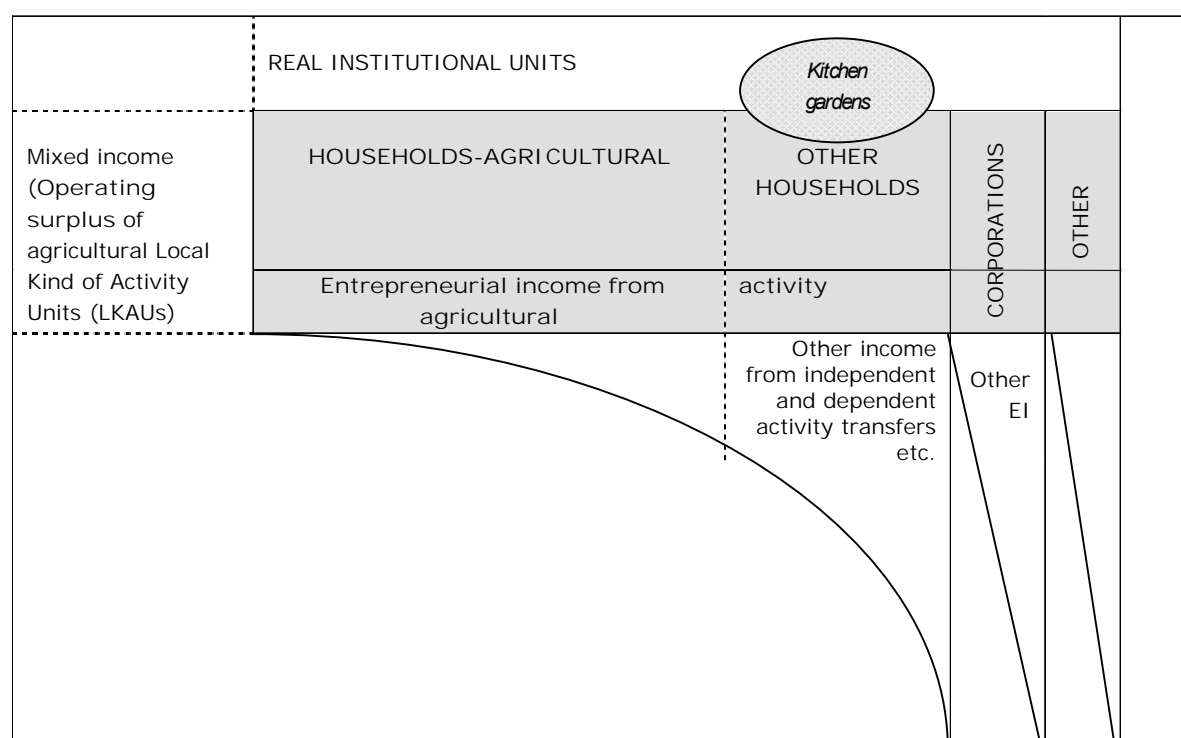 REAL INSTITUTIONAL UNITS
Kitchen
gardens
Mixed income
(Operating
surplus of
agricultural Local
Kind of Activity
Units (LKAUs)
HOUSEHOLDS-AGRICULTURAL
OTHER
HOUSEHOLDS
CORPORATIONS
OTHER
Entrepreneurial income from
agricultural
activity
Other income
from independent
and dependent
activity transfers
etc.
Other
EI